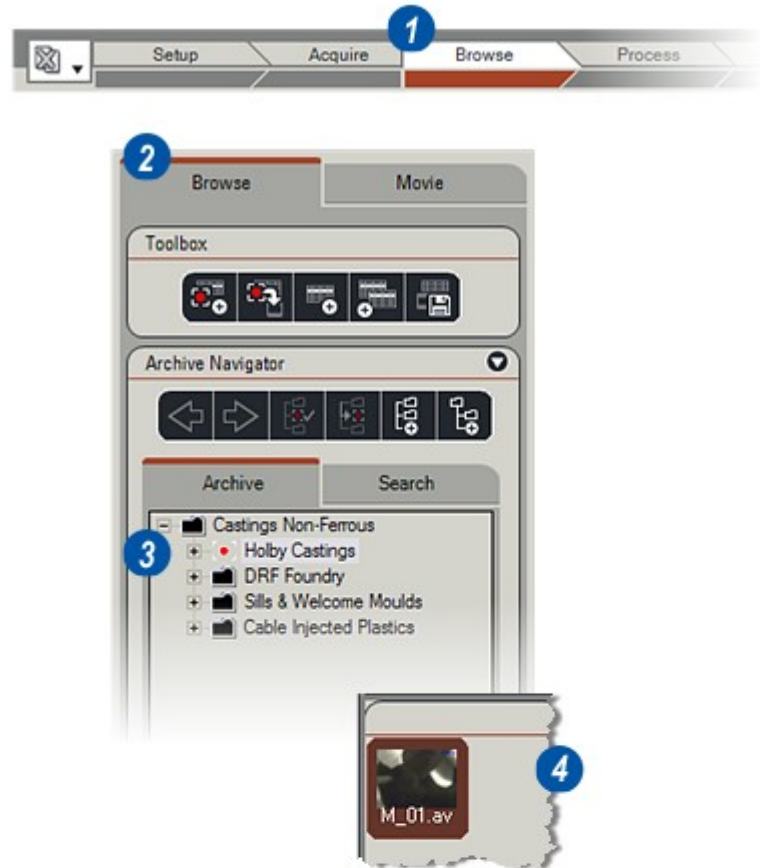 1
Setup Acquire Browse Process
2
Browse Movie
Toolbox
Archive Navigator
Archive Search
Castings Non-Ferrous
3
Holby Castings
DRF Foundry
Sills & Welcome Moulds
Cable Injected Plastics
4
M_01.av